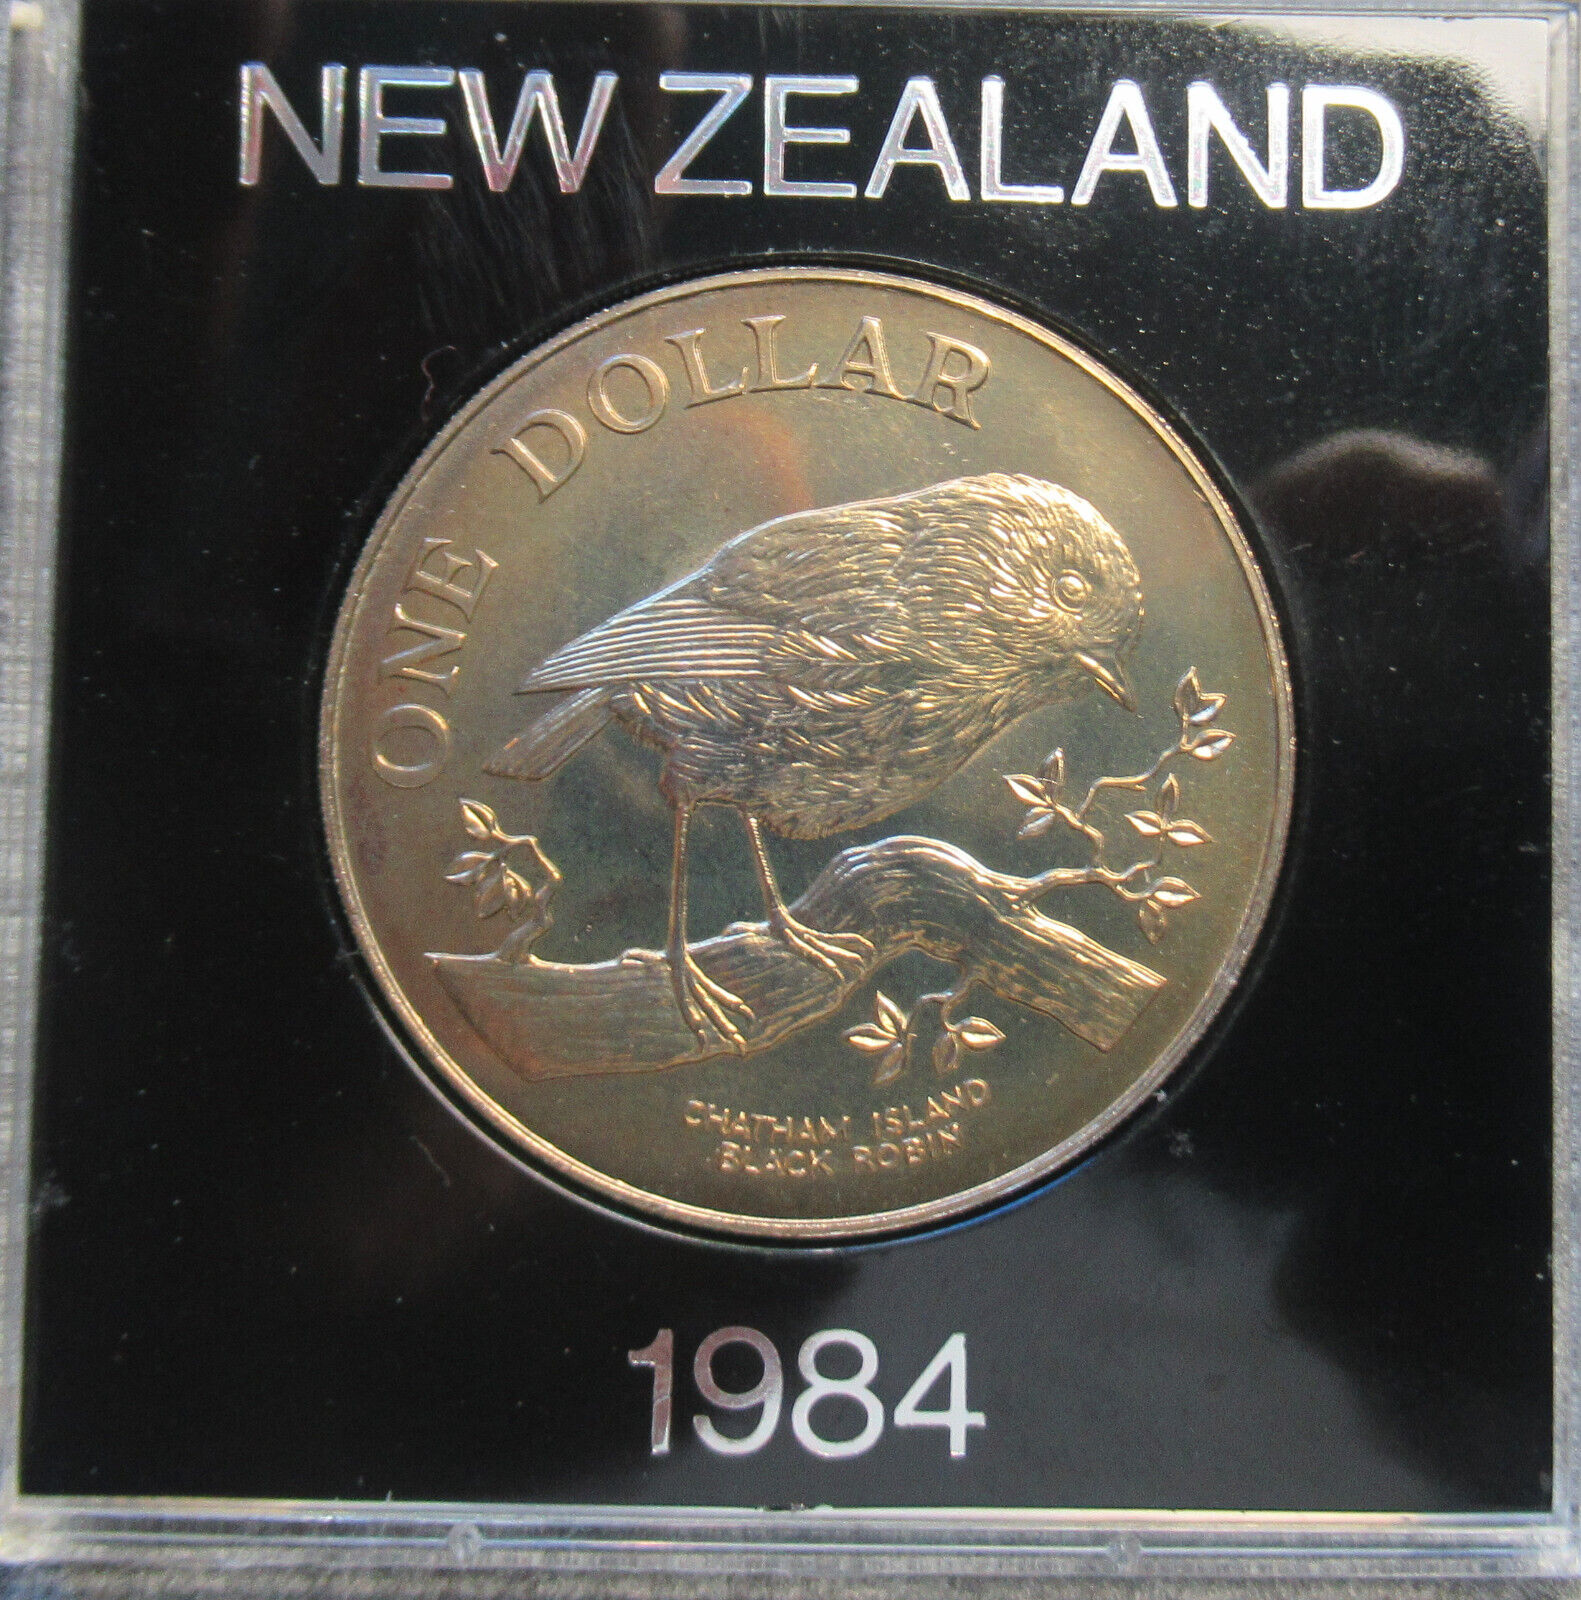 NEW ZEALAND
ONE DOLLAR
CHATHAM ISLAND
BLACK ROBIN
1984